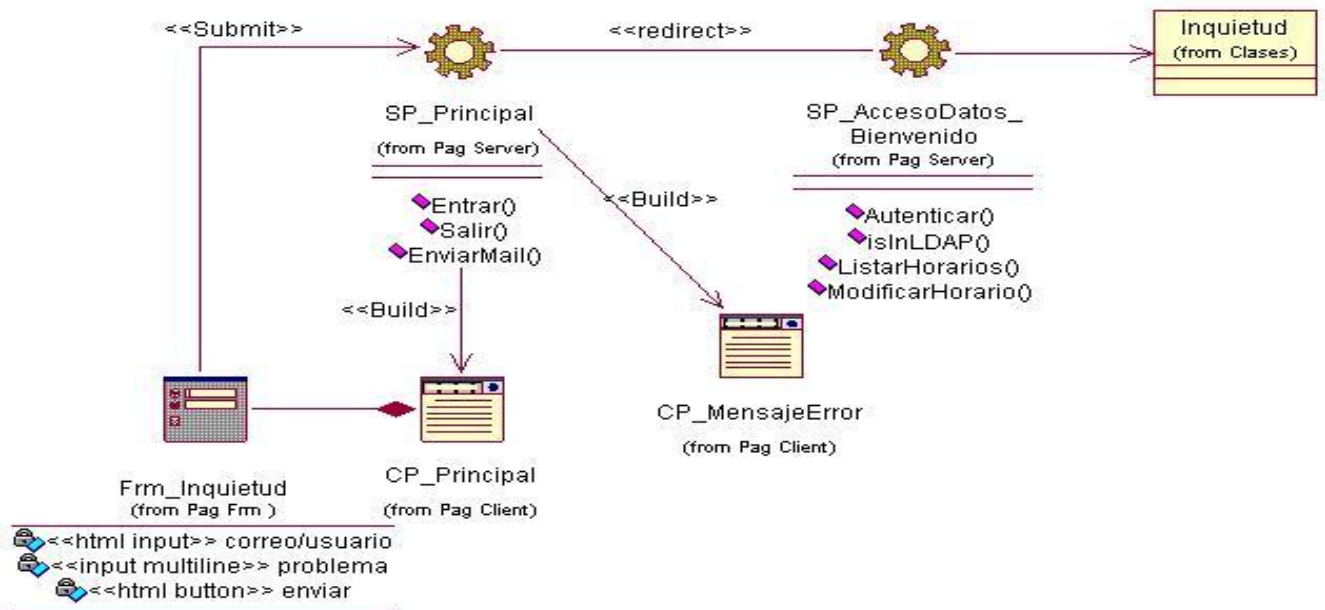 <<Submit>>
<<redirect>>
Inquietud
(from Clases)
SP_Principal
(from Pag Server)
Entrar()
Salir()
EnviarMail()
SP_AccesoDatos_
Bienvenido
(from Pag Server)
Autenticar()
isInLDAP()
ListarHorarios()
ModificarHorario()
<<Build>>
<<Build>>
CP_MensajeError
(from Pag Client)
Frm_Inquietud
(from Pag Frm )
<<html input>> correo/usuario
<<input multiline>> problema
<<html button>> enviar
CP_Principal
(from Pag Client)